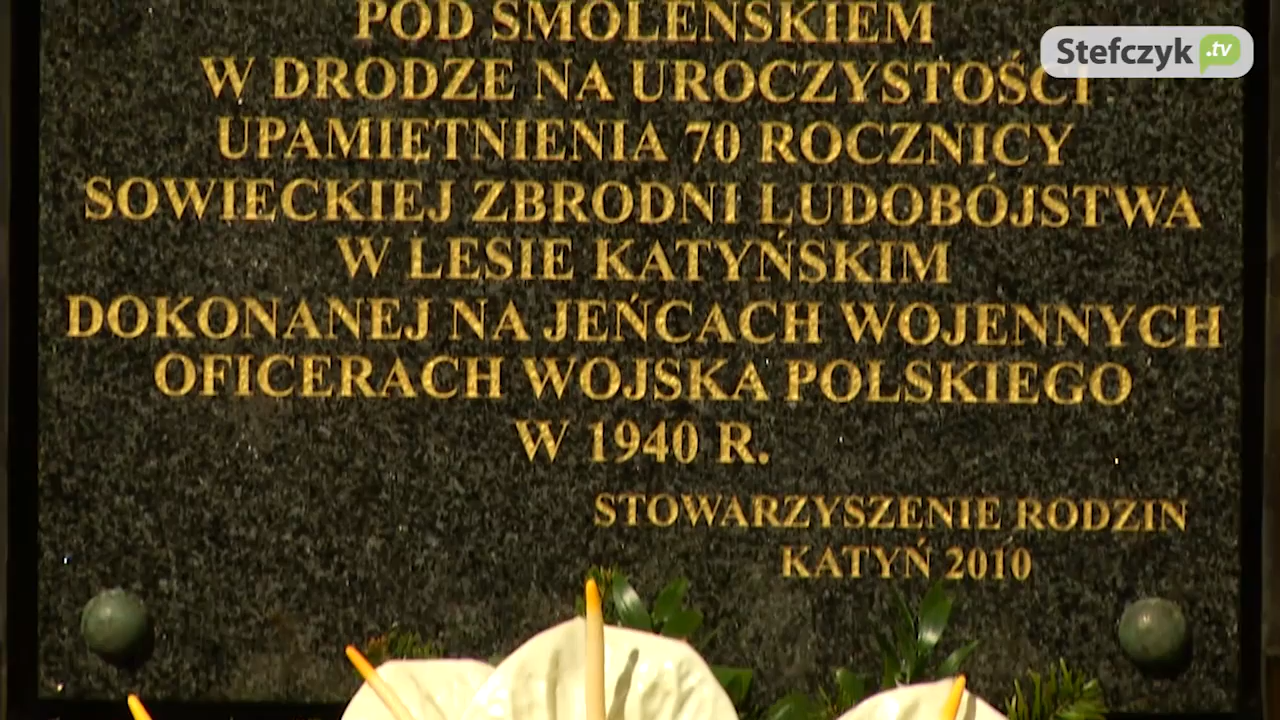 POD SMOLEŃSKIEM
Stefczyk.tv
W DRODZE NA UROCZYSTOŚCI
UPAMIĘTNIENIA 70 ROCZNICY
SOWIECKIEJ ZBRODNI LUDOBÓJSTWA
W LESIE KATYŃSKIM
DOKONANEJ NA JEŃCACH WOJENNYCH
OFICERACH WOJSKA POLSKIEGO
W 1940 R.
STOWARZYSZENIE RODZIN
KATYŃ 2010